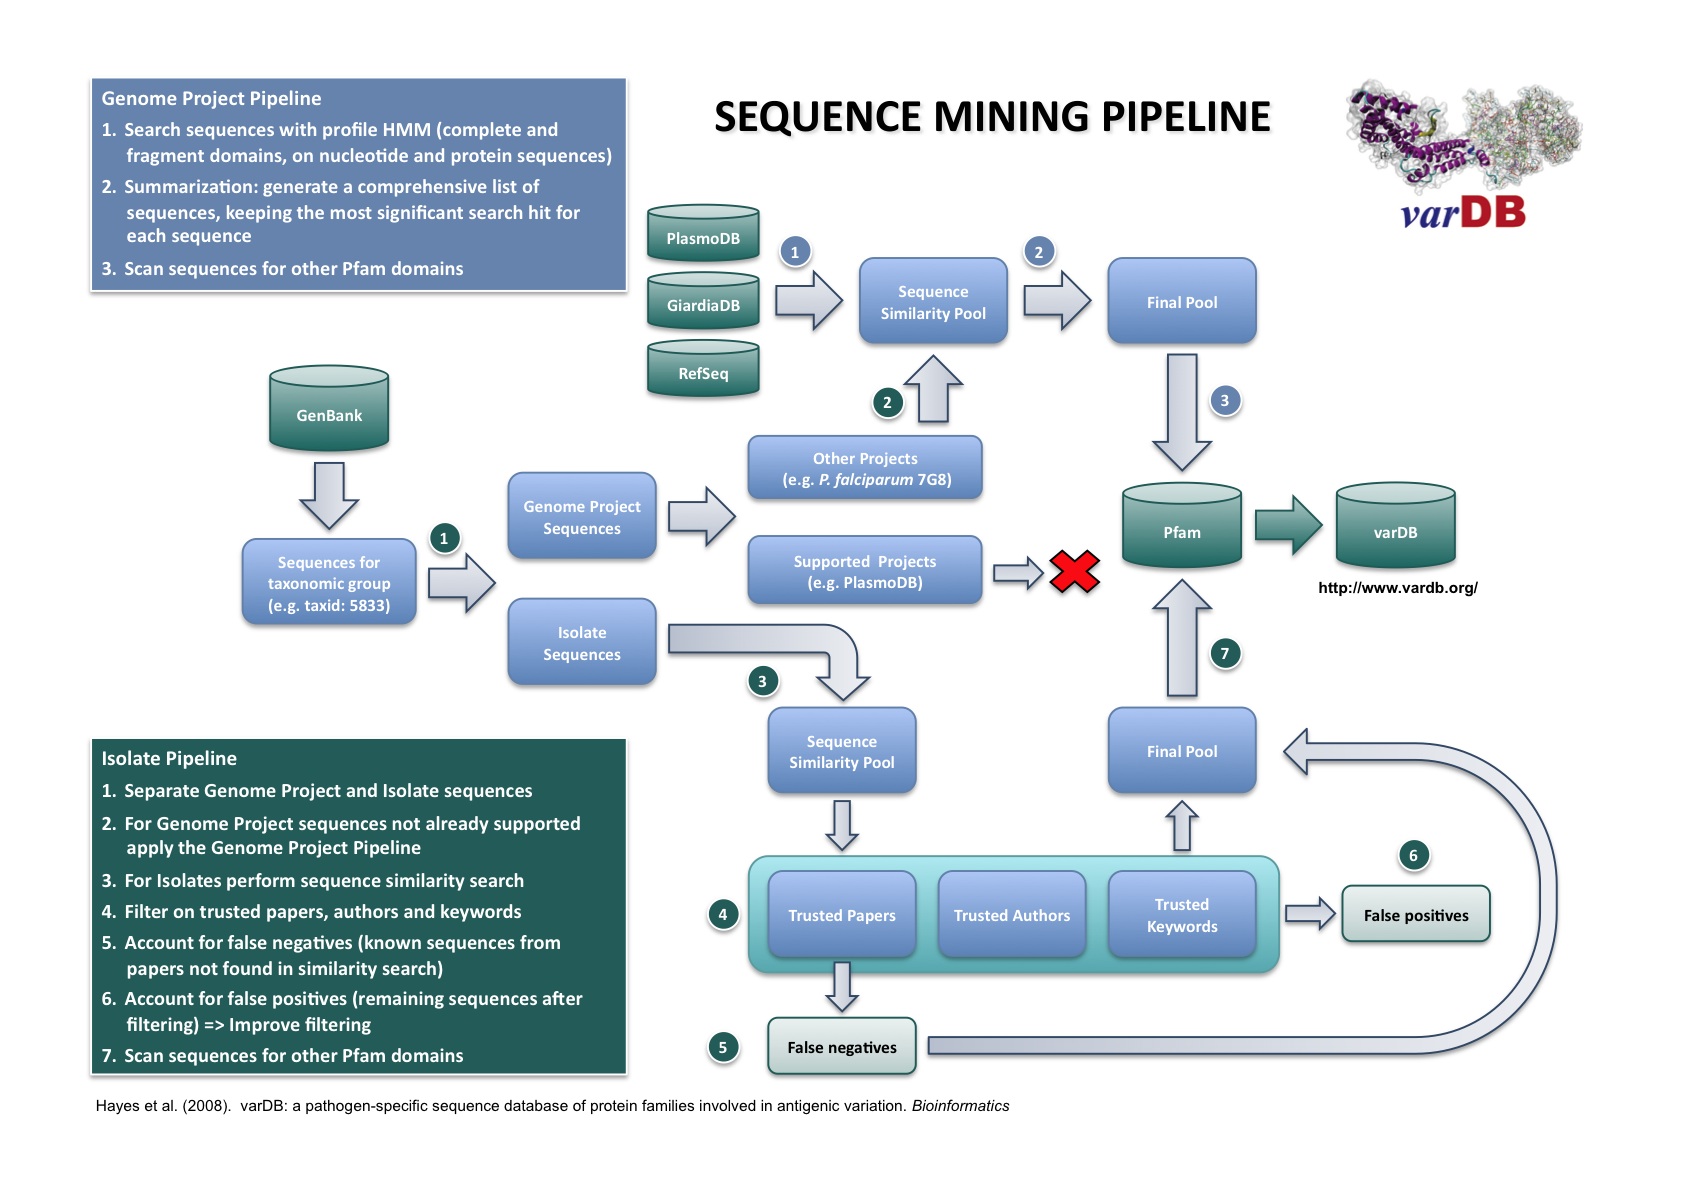 Genome Project Pipeline
1. Search sequences with profile HMM (complete and
fragment domains, on nucleotide and protein sequences)
2. Summarization: generate a comprehensive list of
sequences, keeping the most significant search hit for
each sequence
3. Scan sequences for other Pfam domains
SEQUENCE MINING PIPELINE
varDB
PlasmoDB
GiardiaDB
RefSeq
1
Sequence
Similarity Pool
2
Final Pool
2
3
GenBank
Other Projects
(e.g. P. falciparum 7G8)
Genome Project
Sequences
Supported  Projects
(e.g. PlasmoDB)
Pfam
varDB
http://www.vardb.org/
Sequences for
taxonomic group
(e.g. taxid: 5833)
1
Isolate
Sequences
3
7
Sequence
Similarity Pool
Final Pool
4
Trusted Papers
Trusted Authors
Trusted
Keywords
6
False positives
5
False negatives
Isolate Pipeline
1. Separate Genome Project and Isolate sequences
2. For Genome Project sequences not already supported
apply the Genome Project Pipeline
3. For Isolates perform sequence similarity search
4. Filter on trusted papers, authors and keywords
5. Account for false negatives (known sequences from
papers not found in similarity search)
6. Account for false positives (remaining sequences after
filtering) => Improve filtering
7. Scan sequences for other Pfam domains
Hayes et al. (2008).  varDB: a pathogen-specific sequence database of protein families involved in antigenic variation. Bioinformatics